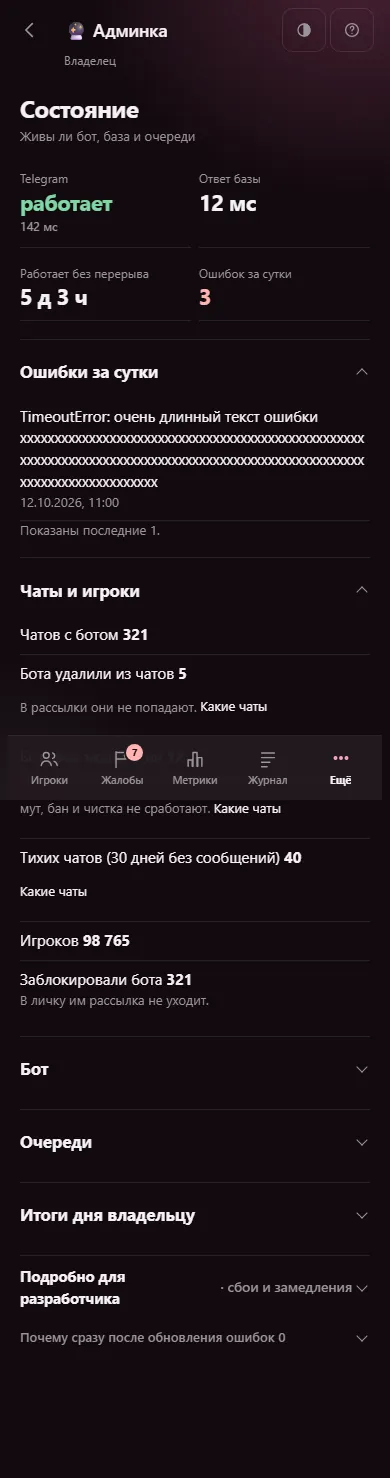 Админка
Владелец
Состояние
Живы ли бот, база и очереди
Telegram
работает
142 мс
Ответ базы
12 мс
Работает без перерыва
5 д 3 ч
Ошибок за сутки
3
Ошибки за сутки
TimeoutError: очень длинный текст ошибки
xxxxxxxxxxxxxxxxxxxxxxxxxxxxxxxxxxxxxxxxxxxxxxxxxx
xxxxxxxxxxxxxxxxxxxxxxxxxxxxxxxxxxxxxxxxxxxxxxxxxx
xxxxxxxxxxxxxxxxxxxx
12.10.2026, 11:00
Показаны последние 1.
Чаты и игроки
Чатов с ботом 321
Бота удалили из чатов 5
В рассылки они не попадают. Какие чаты
7
Игроки
Жалобы
Метрики
Журнал
Ещё
мут, бан и чистка не сработают. Какие чаты
Тихих чатов (30 дней без сообщений) 40
Какие чаты
Игроков 98 765
Заблокировали бота 321
В личку им рассылка не уходит.
Бот
Очереди
Итоги дня владельцу
Подробно для
разработчика
· сбои и замедления
Почему сразу после обновления ошибок 0